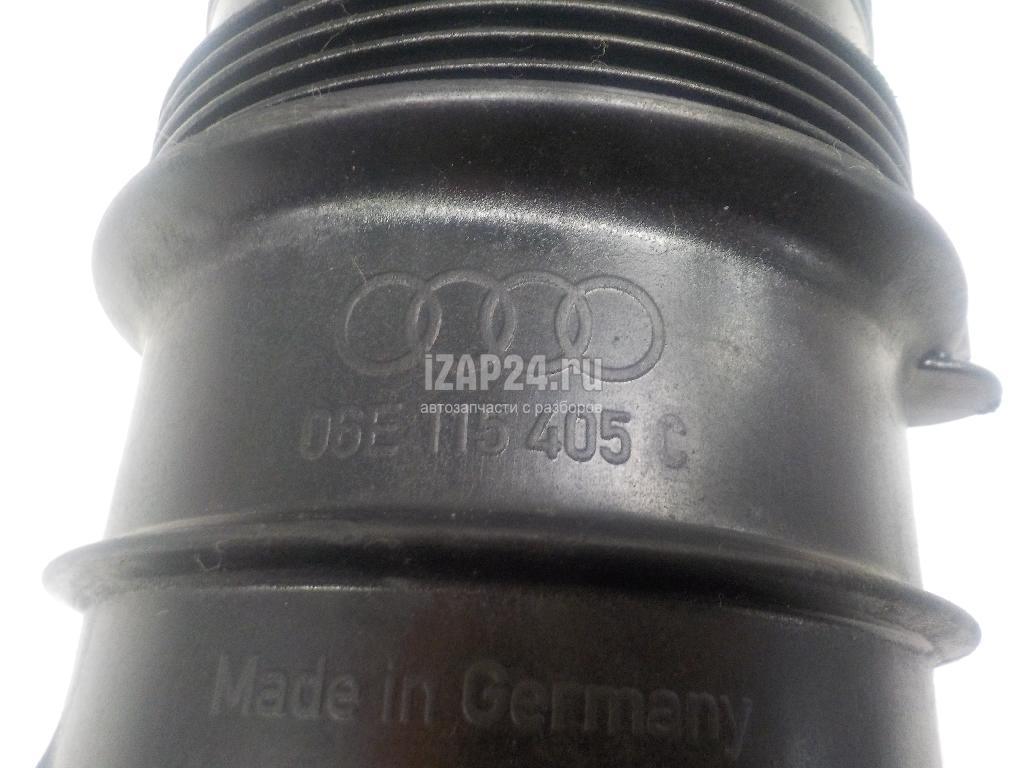 iZAP24.ru
автозапчасти с разборов
06E 115 405 C
Made in Germany